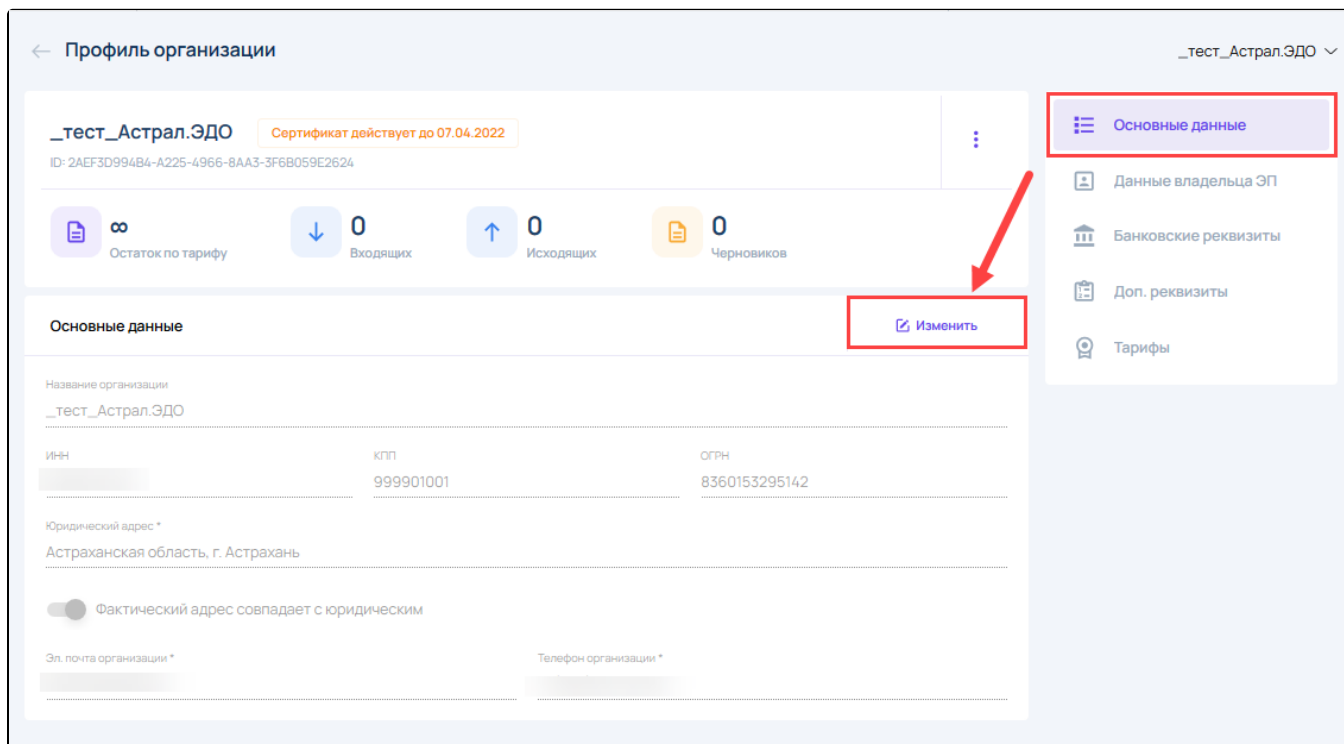 Профиль организации
_тест_Астрал.ЭДО
_тест_Астрал.ЭДО
Сертификат действует до 07.04.2022
ID: 2AEF3D994B4-A225-4966-8AA3-3F6B059E2624
∞
Остаток по тарифу
0
Входящих
0
Исходящих
0
Черновиков
Основные данные
Данные владельца ЭП
Банковские реквизиты
Доп. реквизиты
Тарифы
Основные данные
Изменить
Название организации
_тест_Астрал.ЭДО
ИНН
КПП
999901001
ОГРН
8360153295142
Юридический адрес *
Астраханская область, г. Астрахань
Фактический адрес совпадает с юридическим
Эл. почта организации *
Телефон организации *